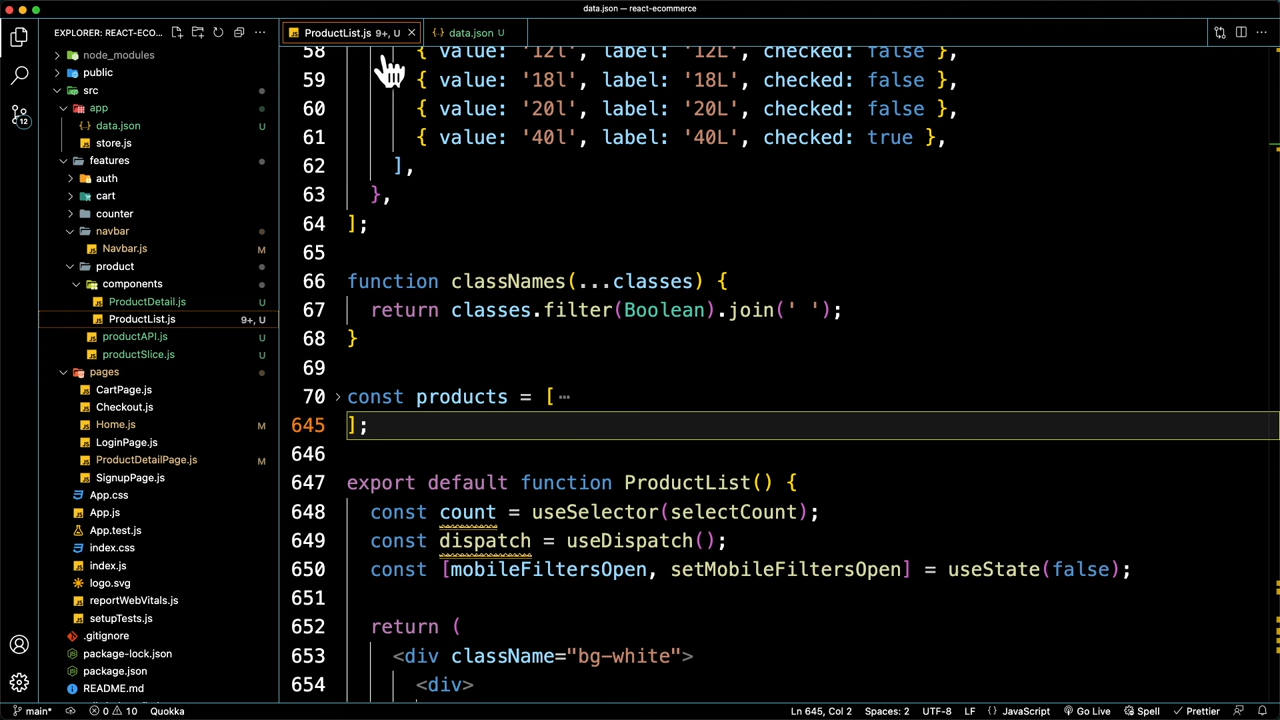 data.json — react-ecommerce
EXPLORER: REACT-ECO...
ProductList.js 9+, U
data.json U
node_modules
public
src
app
data.json U
store.js
features
auth
cart
counter
navbar
Navbar.js M
product
components
ProductDetail.js U
ProductList.js 9+, U
productAPI.js U
productSlice.js U
pages
CartPage.js
Checkout.js
Home.js M
LoginPage.js
ProductDetailPage.js M
SignupPage.js
App.css
App.js
App.test.js
index.css
index.js
logo.svg
reportWebVitals.js
setupTests.js
.gitignore
package-lock.json
package.json
README.md
12
58 { value: '12l', label: '12L', checked: false },
59 { value: '18l', label: '18L', checked: false },
60 { value: '20l', label: '20L', checked: false },
61 { value: '40l', label: '40L', checked: true },
62 ],
63 },
64 ];
65
66 function classNames(...classes) {
67 return classes.filter(Boolean).join(' ');
68 }
69
70 const products = [⋯
645 ];
646
647 export default function ProductList() {
648 const count = useSelector(selectCount);
649 const dispatch = useDispatch();
650 const [mobileFiltersOpen, setMobileFiltersOpen] = useState(false);
651
652 return (
653 <div className="bg-white">
654 <div>
main* 0 10 Quokka Ln 645, Col 2 Spaces: 2 UTF-8 LF {} JavaScript Go Live Spell Prettier